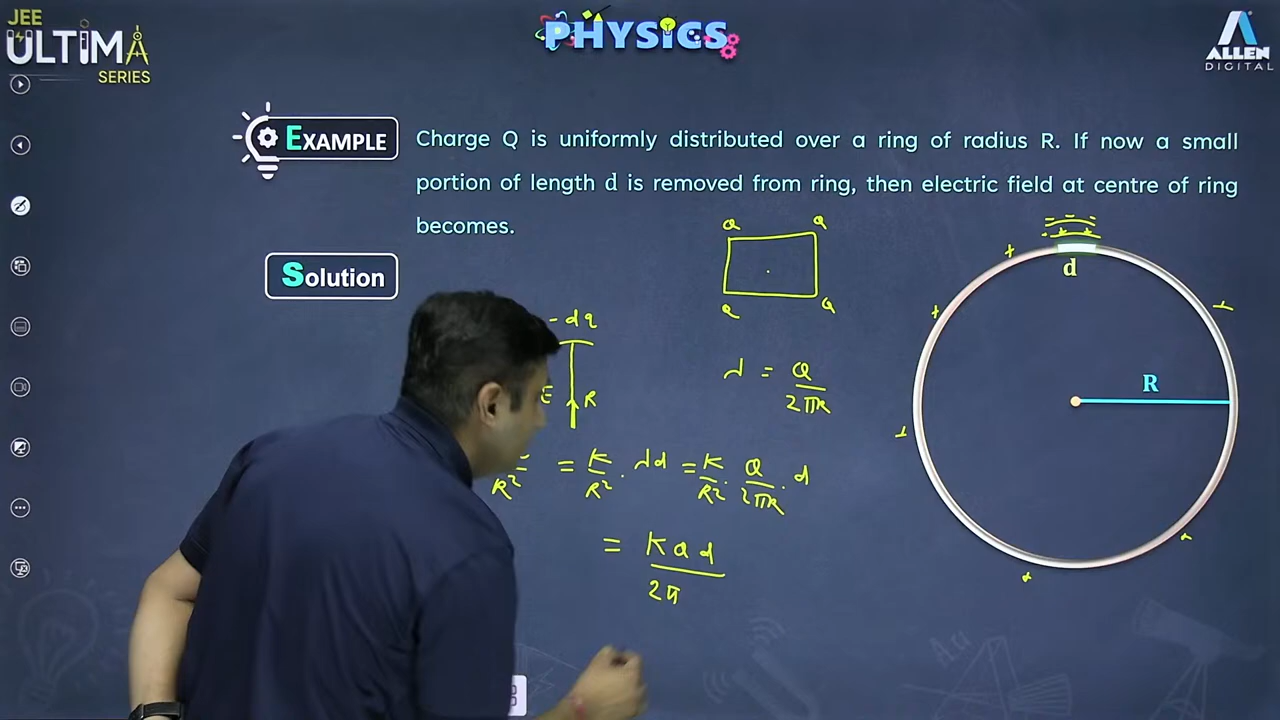 JEE
ULTIMA
SERIES
PHYSICS
ALLEN
DIGITAL
EXAMPLE
Charge Q is uniformly distributed over a ring of radius R. If now a small
portion of length d is removed from ring, then electric field at centre of ring
becomes.
Solution
Q Q
Q Q
d
R
- dq
E R
λ = Q / 2πR
R² = K/R² . λd = K/R² . Q/2πR . d
= KQd / 2π